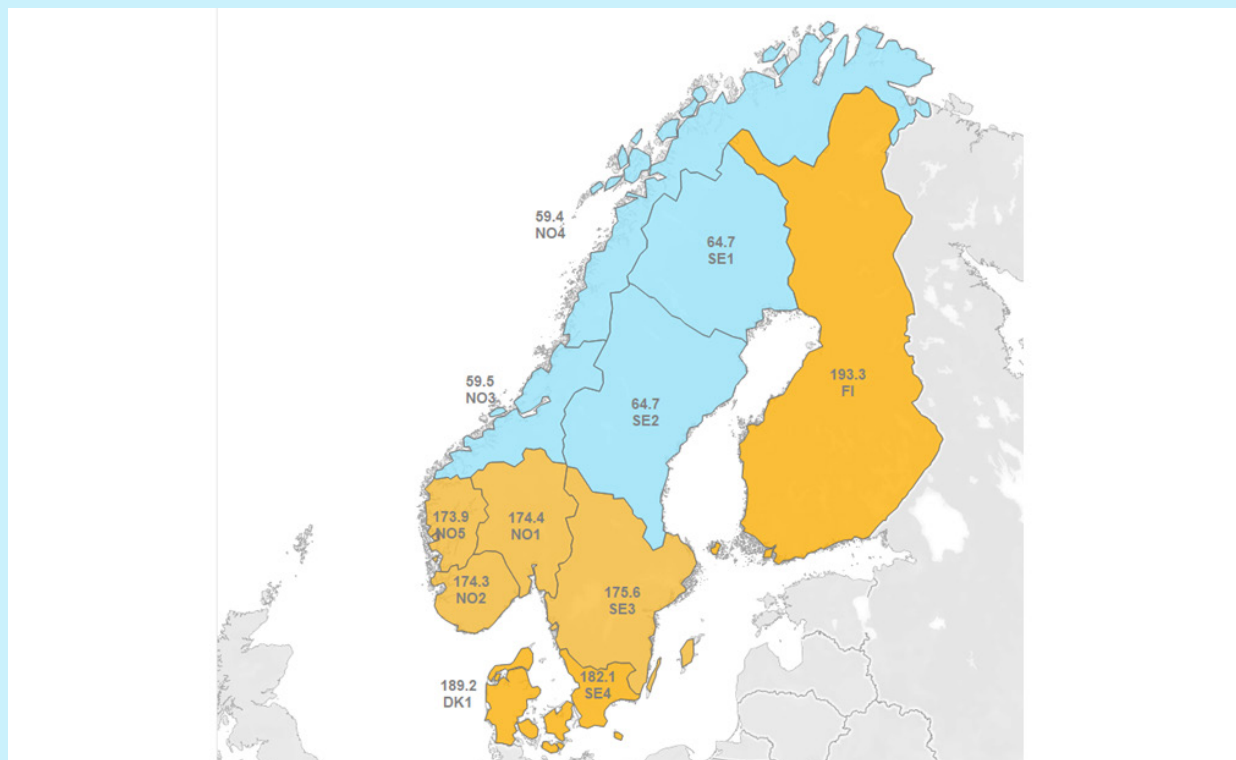 59.4
NO4
64.7
SE1
59.5
NO3
193.3
FI
64.7
SE2
173.9
NO5
174.4
NO1
174.3
NO2
175.6
SE3
189.2
DK1
182.1
SE4